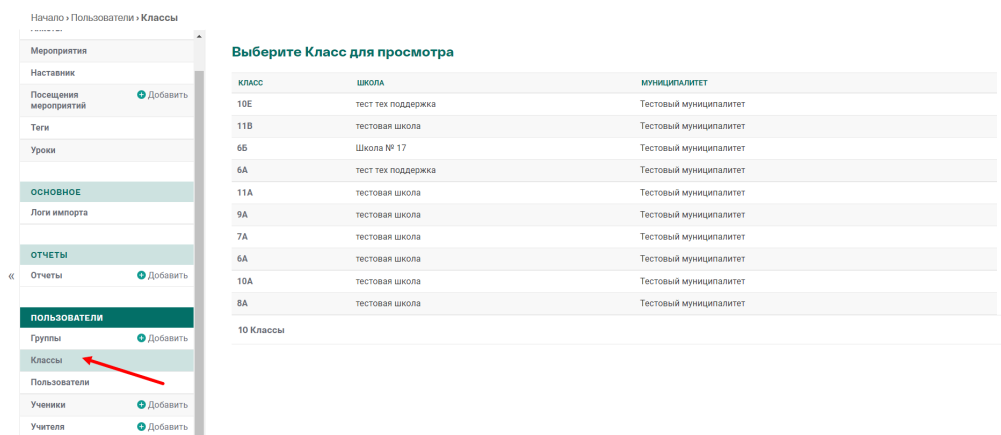 Начало › Пользователи › Классы
Анкеты
Мероприятия
Наставник
Посещения мероприятий
Добавить
Теги
Уроки
ОСНОВНОЕ
Логи импорта
ОТЧЕТЫ
«
Отчеты Добавить
ПОЛЬЗОВАТЕЛИ
Группы Добавить
Классы
Пользователи
Ученики Добавить
Учителя Добавить
Выберите Класс для просмотра
КЛАСС ШКОЛА МУНИЦИПАЛИТЕТ
10Е тест тех поддержка Тестовый муниципалитет
11В тестовая школа Тестовый муниципалитет
6Б Школа № 17 Тестовый муниципалитет
6А тест тех поддержка Тестовый муниципалитет
11А тестовая школа Тестовый муниципалитет
9А тестовая школа Тестовый муниципалитет
7А тестовая школа Тестовый муниципалитет
6А тестовая школа Тестовый муниципалитет
10А тестовая школа Тестовый муниципалитет
8А тестовая школа Тестовый муниципалитет
10 Классы